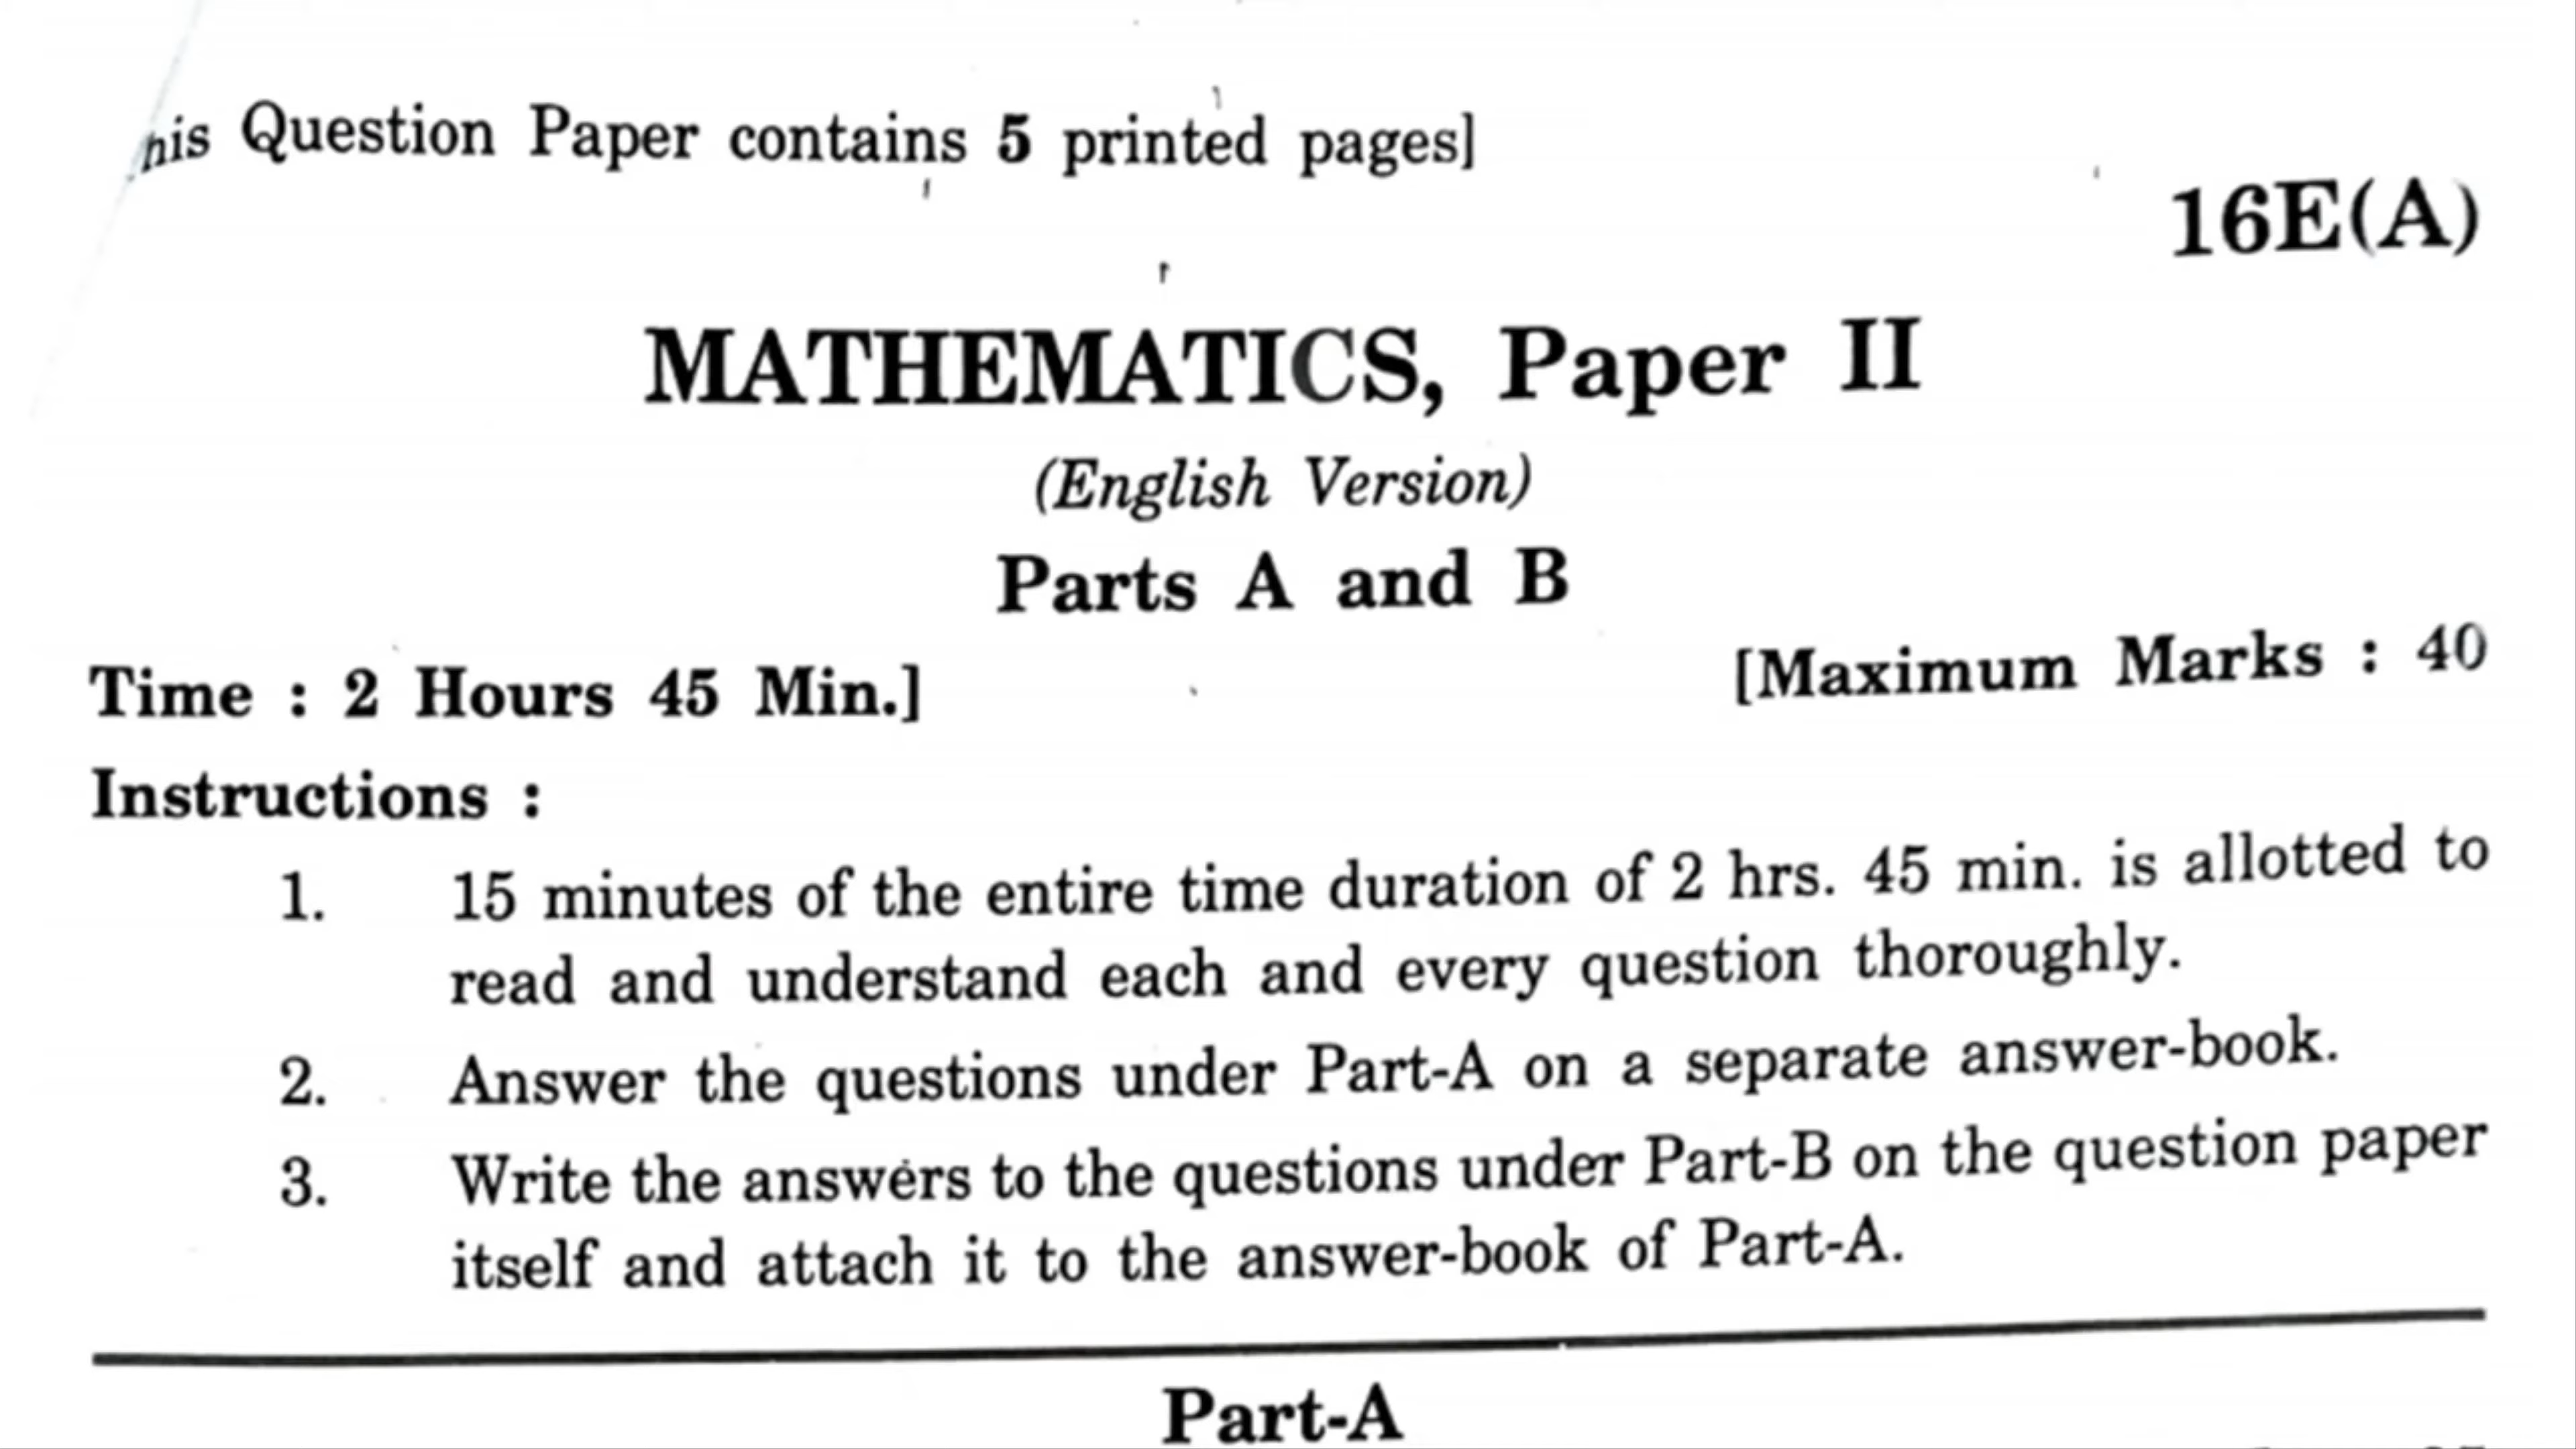 his Question Paper contains 5 printed pages]
16E(A)
MATHEMATICS, Paper II
(English Version)
Parts A and B
Time : 2 Hours 45 Min.] [Maximum Marks : 40
Instructions :
1. 15 minutes of the entire time duration of 2 hrs. 45 min. is allotted to
read and understand each and every question thoroughly.
2. Answer the questions under Part-A on a separate answer-book.
3. Write the answers to the questions under Part-B on the question paper
itself and attach it to the answer-book of Part-A.
Part-A